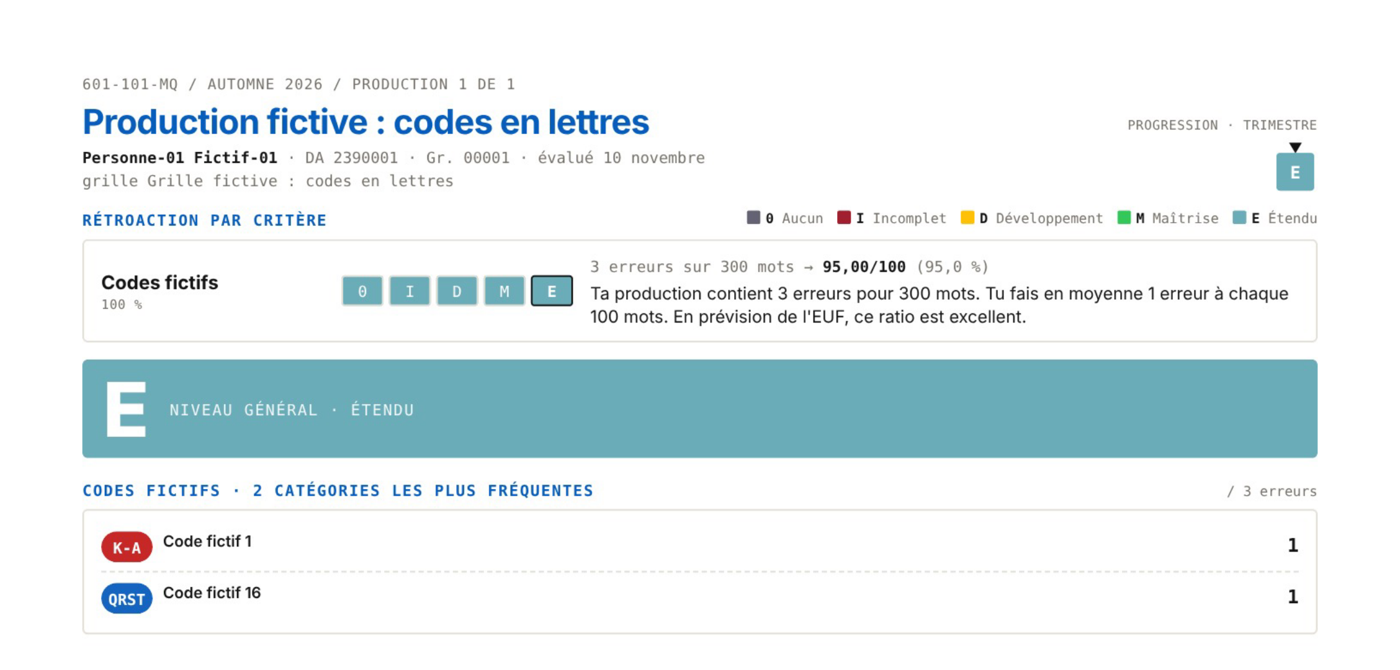 601-101-MQ / AUTOMNE 2026 / PRODUCTION 1 DE 1
Production fictive : codes en lettres
PROGRESSION · TRIMESTRE
Personne-01 Fictif-01 · DA 2390001 · Gr. 00001 · évalué 10 novembre
E
grille Grille fictive : codes en lettres
RÉTROACTION PAR CRITÈRE
0 Aucun I Incomplet D Développement M Maîtrise E Étendu
Codes fictifs
100 %
0 I D M E
3 erreurs sur 300 mots → 95,00/100 (95,0 %)
Ta production contient 3 erreurs pour 300 mots. Tu fais en moyenne 1 erreur à chaque
100 mots. En prévision de l'EUF, ce ratio est excellent.
E NIVEAU GÉNÉRAL · ÉTENDU
CODES FICTIFS · 2 CATÉGORIES LES PLUS FRÉQUENTES
/ 3 erreurs
K-A Code fictif 1 1
QRST Code fictif 16 1